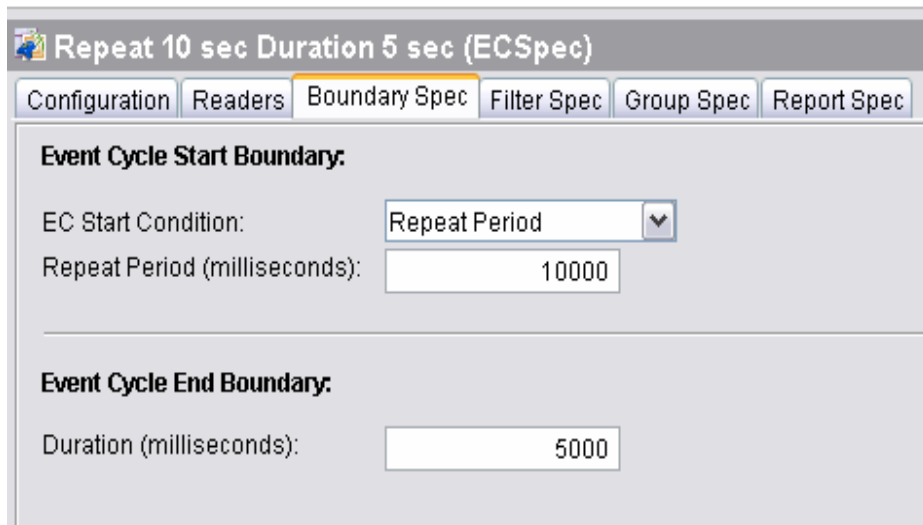 Repeat 10 sec Duration 5 sec (ECSpec)
Configuration Readers Boundary Spec Filter Spec Group Spec Report Spec
Event Cycle Start Boundary:
EC Start Condition: Repeat Period
Repeat Period (milliseconds): 10000
Event Cycle End Boundary:
Duration (milliseconds): 5000